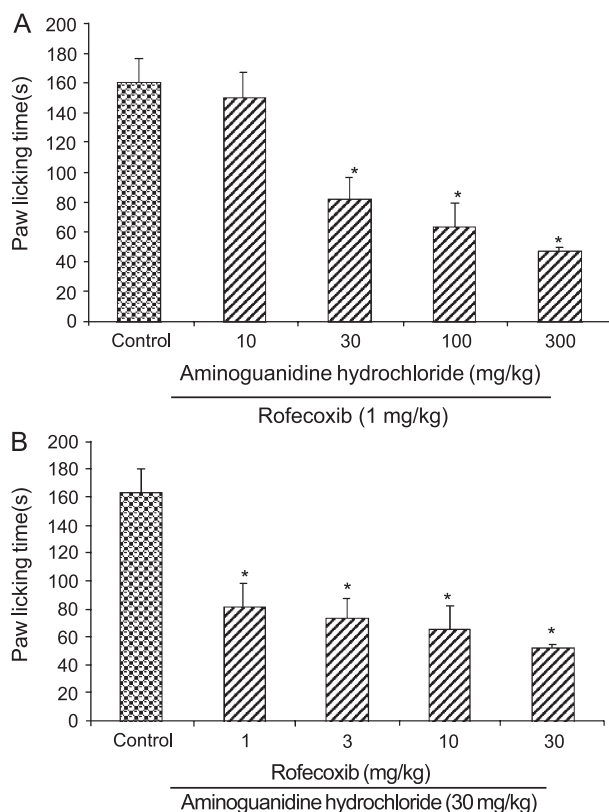 A
Paw licking time(s)
200
180
160
140
120
100
80
60
40
20
0
*
*
*
Control 10 30 100 300
Aminoguanidine hydrochloride (mg/kg)
Rofecoxib (1 mg/kg)
B
Paw licking time(s)
200
180
160
140
120
100
80
60
40
20
0
*
*
*
*
Control 1 3 10 30
Rofecoxib (mg/kg)
Aminoguanidine hydrochloride (30 mg/kg)